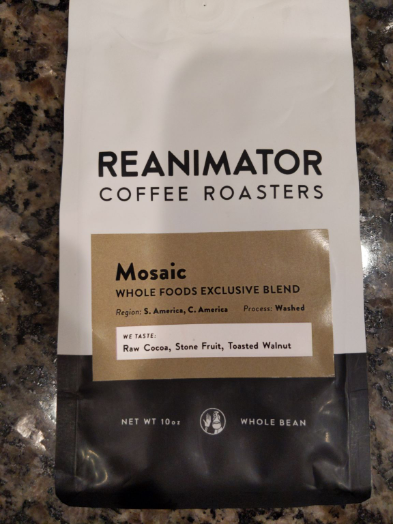 REANIMATOR
COFFEE ROASTERS
Mosaic
WHOLE FOODS EXCLUSIVE BLEND
Region: S. America, C. America Process: Washed
WE TASTE:
Raw Cocoa, Stone Fruit, Toasted Walnut
NET WT 10oz WHOLE BEAN